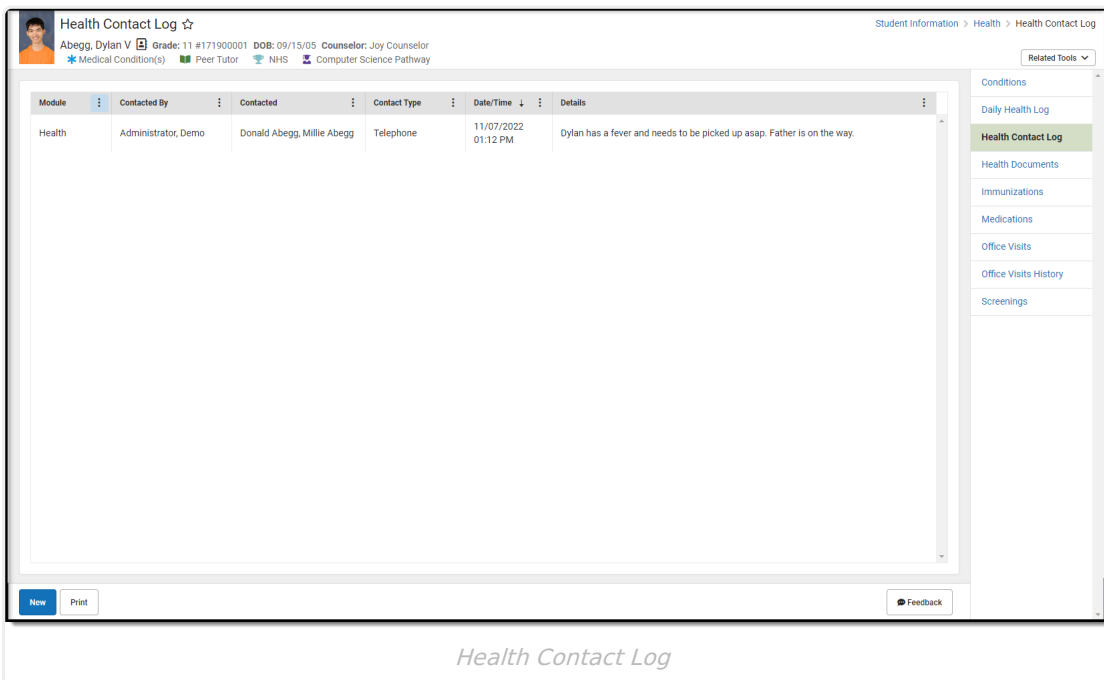 Health Contact Log
Student Information > Health > Health Contact Log
Abegg, Dylan V Grade: 11 #171900001 DOB: 09/15/05 Counselor: Joy Counselor
Medical Condition(s) Peer Tutor NHS Computer Science Pathway
Related Tools
Module Contacted By Contacted Contact Type Date/Time ↓ Details
Health Administrator, Demo Donald Abegg, Millie Abegg Telephone 11/07/2022 Dylan has a fever and needs to be picked up asap. Father is on the way.
01:12 PM
Conditions
Daily Health Log
Health Contact Log
Health Documents
Immunizations
Medications
Office Visits
Office Visits History
Screenings
New Print Feedback
Health Contact Log